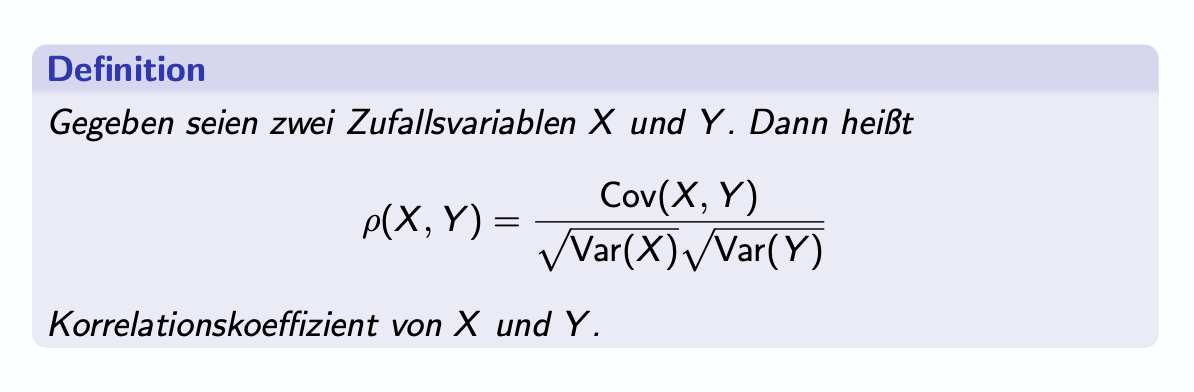 Definition
Gegeben seien zwei Zufallsvariablen X und Y. Dann heißt
ρ(X, Y) = Cov(X, Y) / √Var(X)√Var(Y)
Korrelationskoeffizient von X und Y.